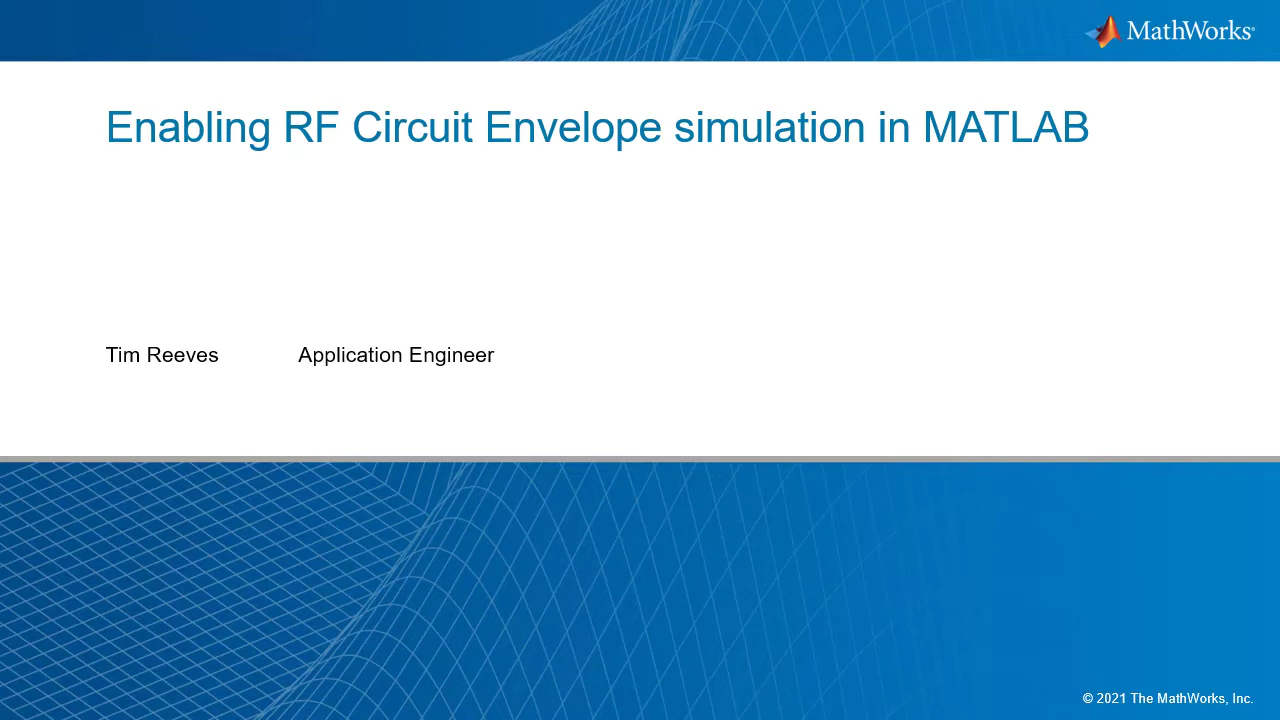 MathWorks®
Enabling RF Circuit Envelope simulation in MATLAB
Tim Reeves Application Engineer
© 2021 The MathWorks, Inc.